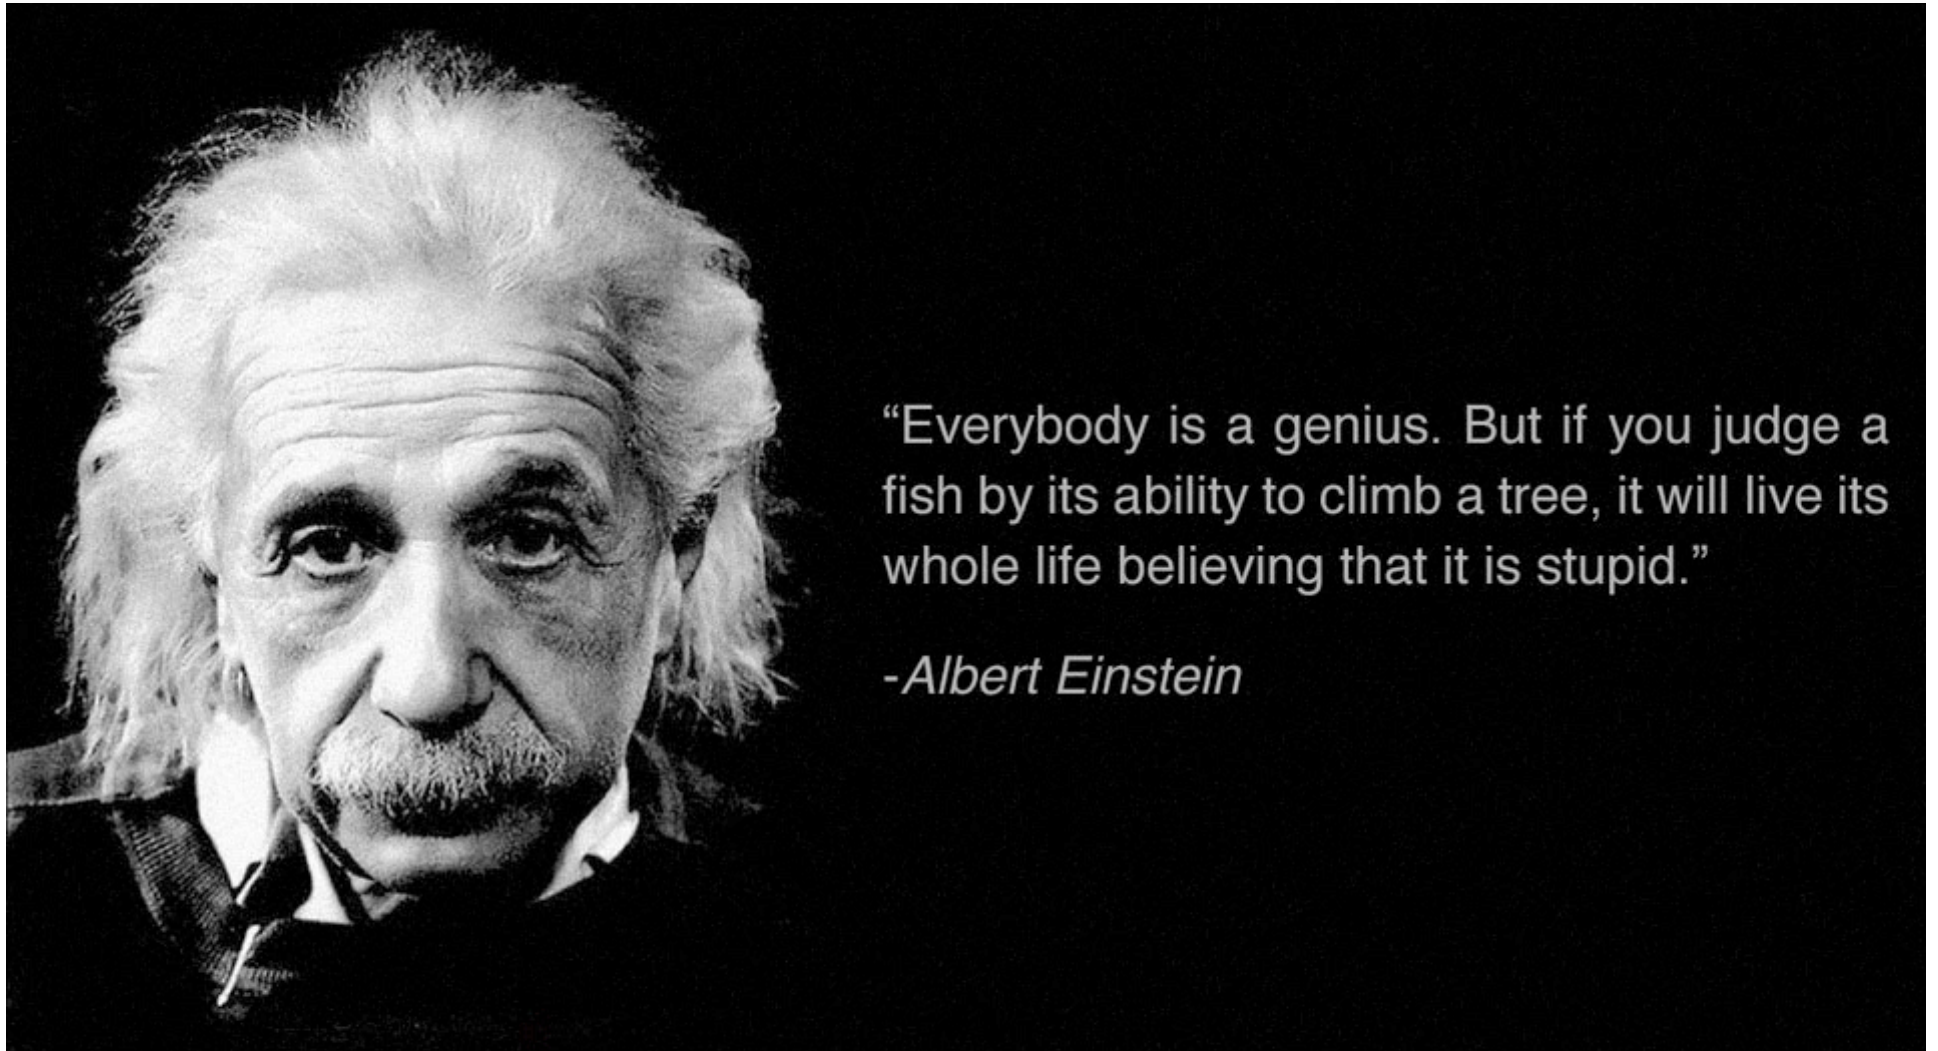 “Everybody is a genius. But if you judge a
fish by its ability to climb a tree, it will live its
whole life believing that it is stupid.”
-Albert Einstein